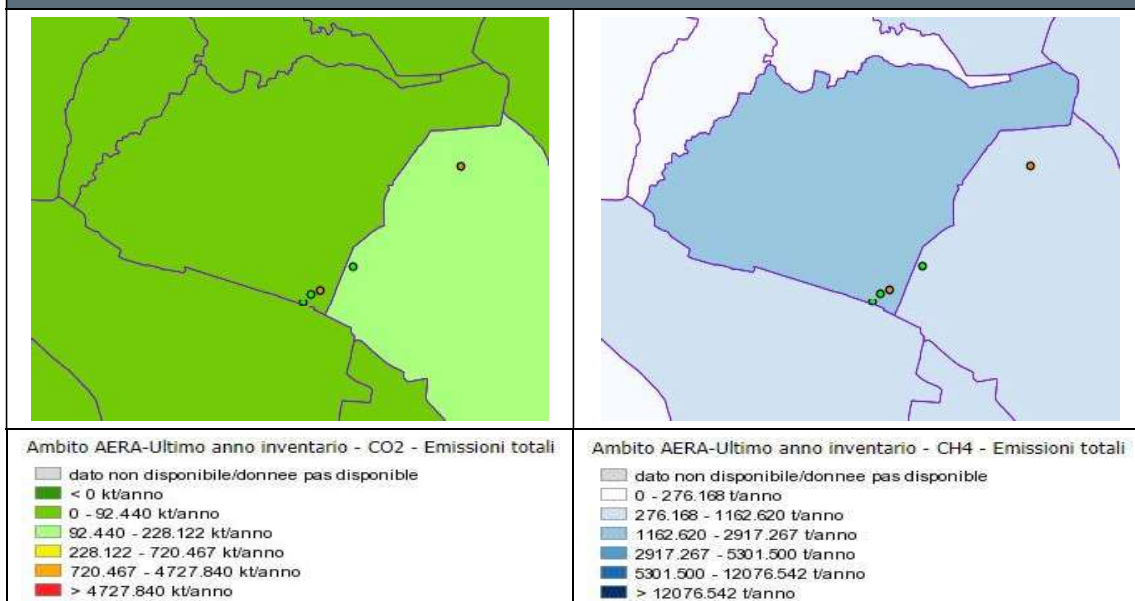 Ambito AERA-Ultimo anno inventario - CO2 - Emissioni totali
dato non disponibile/donnee pas disponible
< 0 kt/anno
0 - 92.440 kt/anno
92.440 - 228.122 kt/anno
228.122 - 720.467 kt/anno
720.467 - 4727.840 kt/anno
> 4727.840 kt/anno
Ambito AERA-Ultimo anno inventario - CH4 - Emissioni totali
dato non disponibile/donnee pas disponible
0 - 276.168 t/anno
276.168 - 1162.620 t/anno
1162.620 - 2917.267 t/anno
2917.267 - 5301.500 t/anno
5301.500 - 12076.542 t/anno
> 12076.542 t/anno